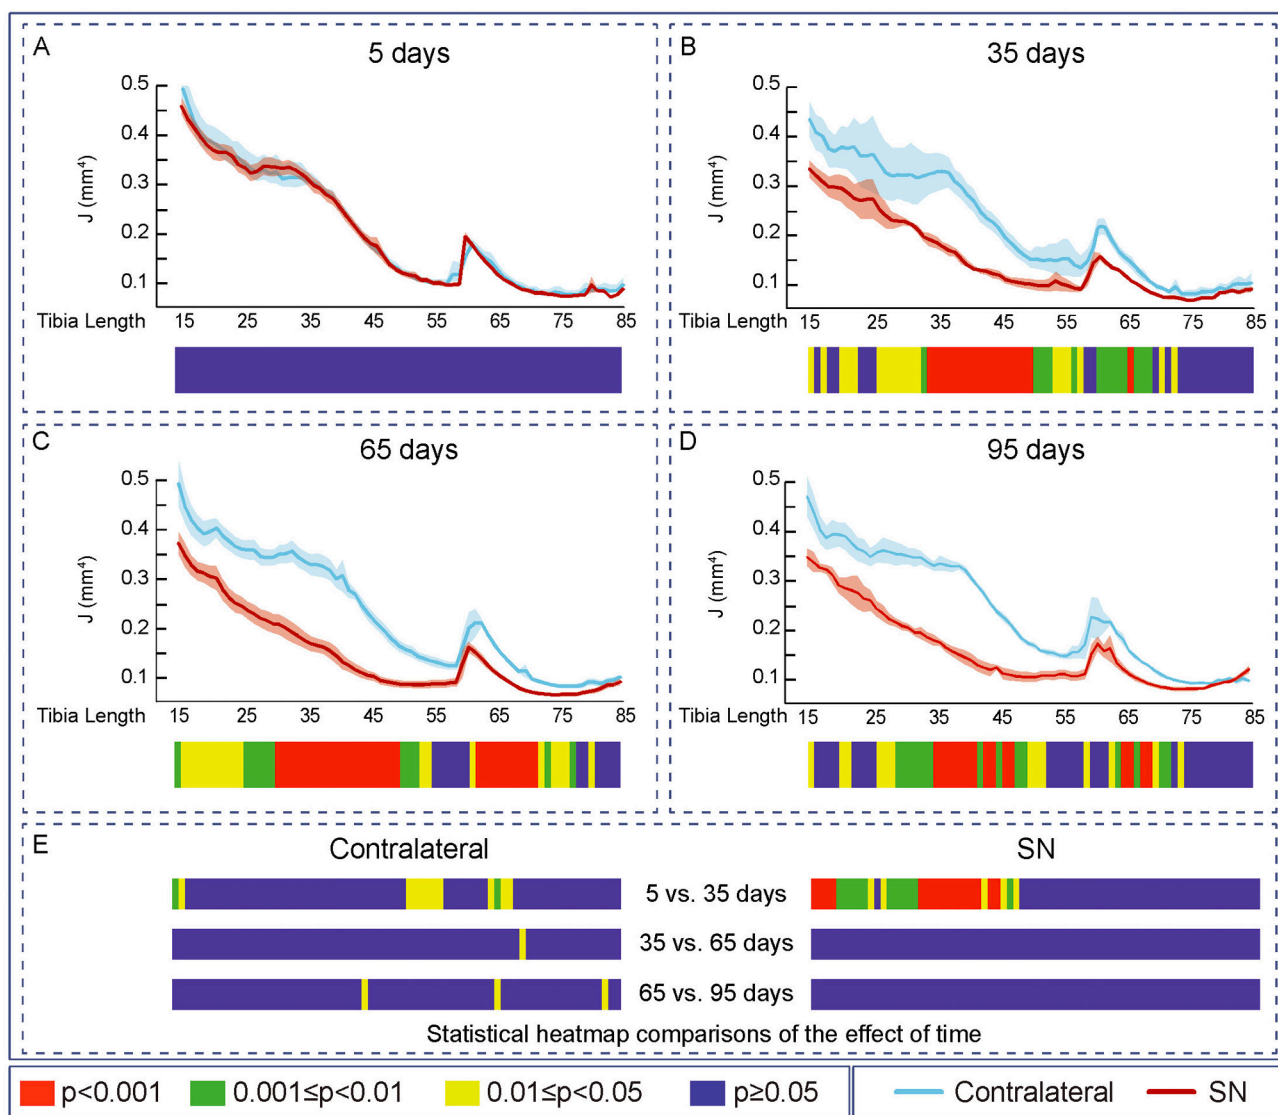 A
5 days
J (mm⁴)
0.5
0.4
0.3
0.2
0.1
Tibia Length 15 25 35 45 55 65 75 85
B
35 days
J (mm⁴)
0.5
0.4
0.3
0.2
0.1
Tibia Length 15 25 35 45 55 65 75 85
C
65 days
J (mm⁴)
0.5
0.4
0.3
0.2
0.1
Tibia Length 15 25 35 45 55 65 75 85
D
95 days
J (mm⁴)
0.5
0.4
0.3
0.2
0.1
Tibia Length 15 25 35 45 55 65 75 85
E
Contralateral SN
5 vs. 35 days
35 vs. 65 days
65 vs. 95 days
Statistical heatmap comparisons of the effect of time
p<0.001 0.001≤p<0.01 0.01≤p<0.05 p≥0.05 Contralateral SN